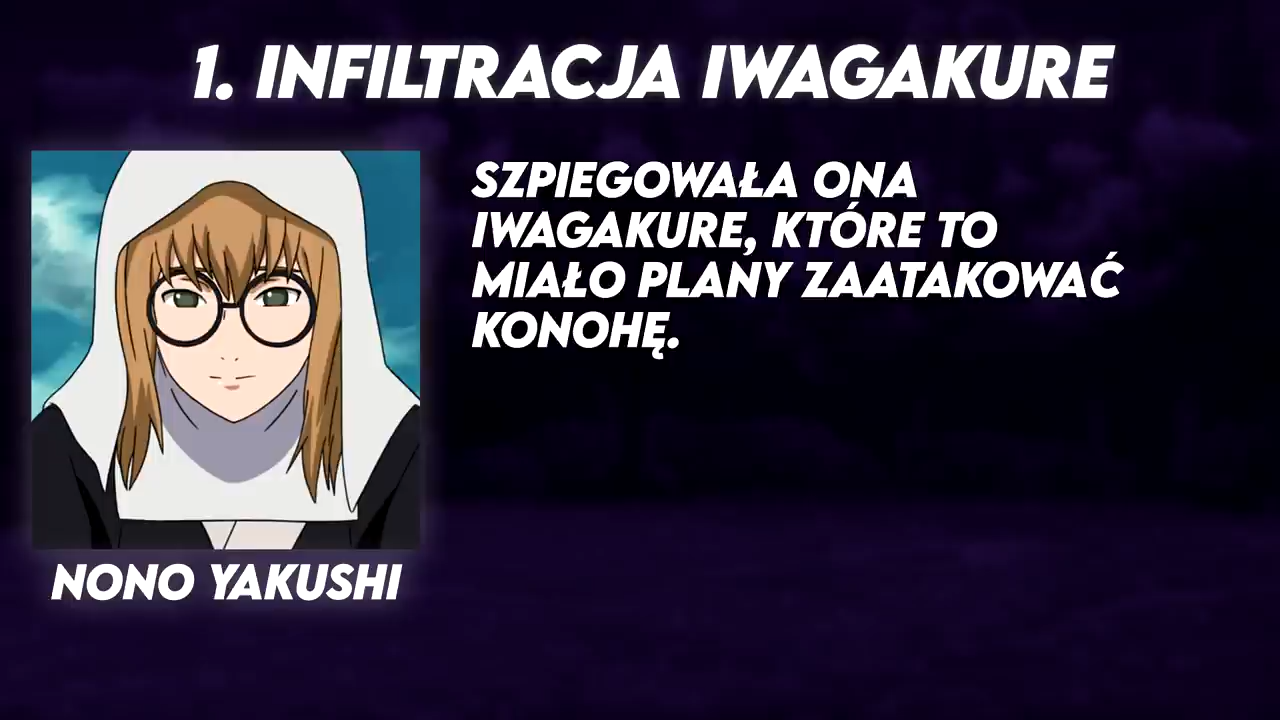 1. INFILTRACJA IWAGAKURE
SZPIEGOWAŁA ONA
IWAGAKURE, KTÓRE TO
MIAŁO PLANY ZAATAKOWAĆ
KONOHĘ.
NONO YAKUSHI